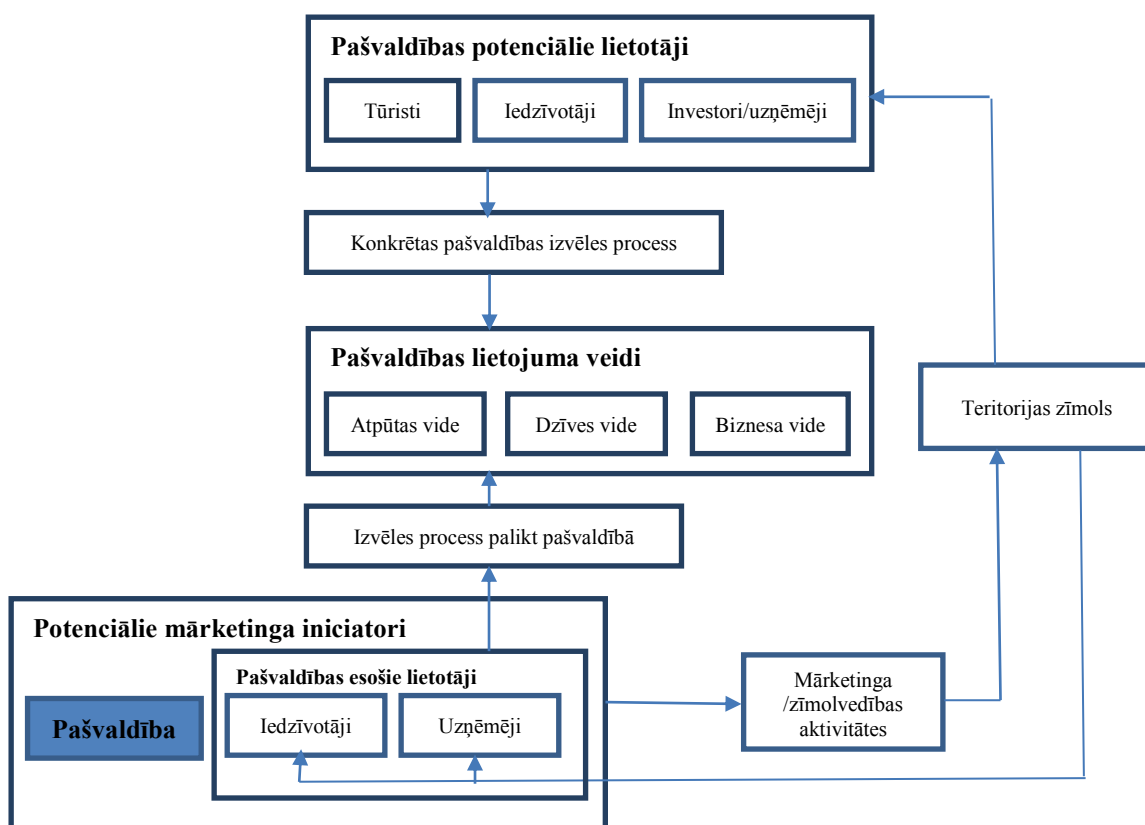 Pašvaldības potenciālie lietotāji
Tūristi
Iedzīvotāji
Investori/uzņēmēji
Konkrētas pašvaldības izvēles process
Pašvaldības lietojuma veidi
Atpūtas vide
Dzīves vide
Biznesa vide
Teritorijas zīmols
Izvēles process palikt pašvaldībā
Potenciālie mārketinga iniciatori
Pašvaldības esošie lietotāji
Pašvaldība
Iedzīvotāji
Uzņēmēji
Mārketinga
/zīmolvedības
aktivitātes